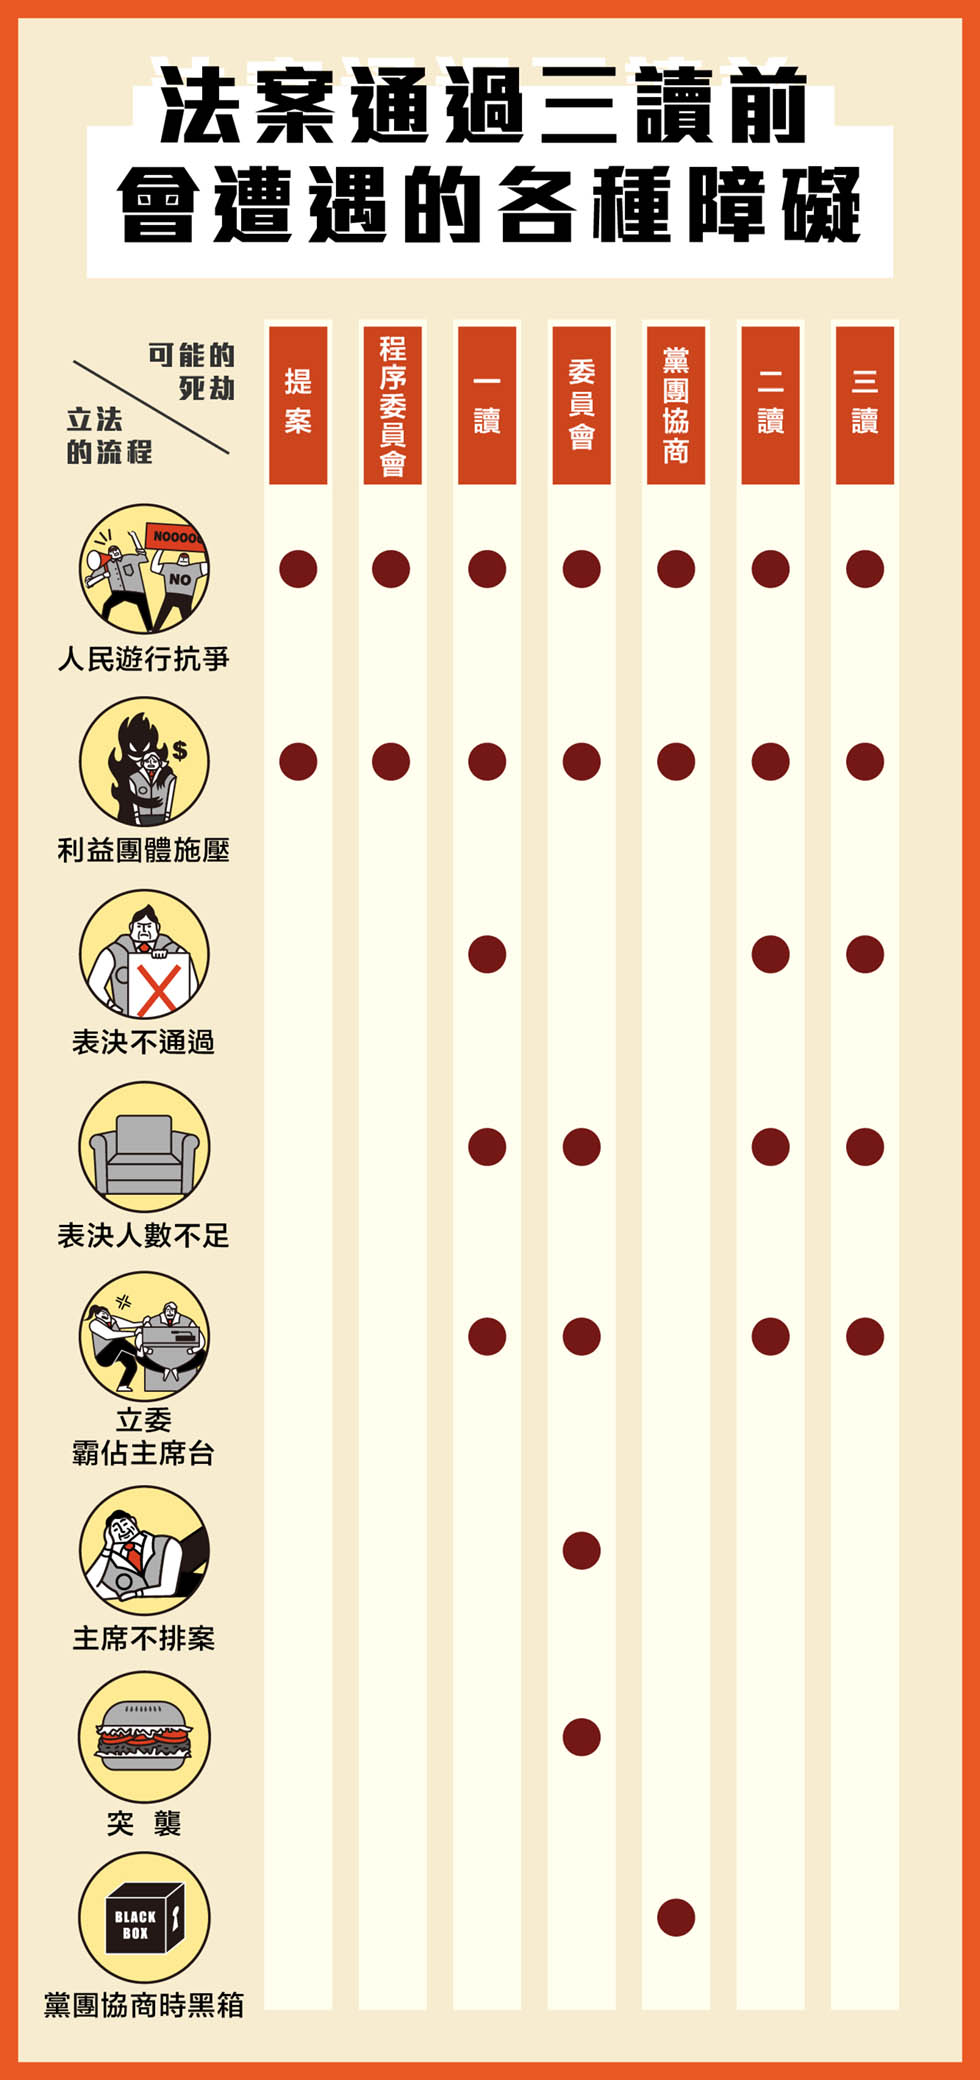 法案通過三讀前
會遭遇的各種障礙
可能的
死劫
立法
的流程
提案
程序委員會
一讀
委員會
黨團協商
二讀
三讀
NOOOOO
NO
人民遊行抗爭
$
利益團體施壓
表決不通過
表決人數不足
立委
霸佔主席台
主席不排案
突襲
BLACK
BOX
黨團協商時黑箱